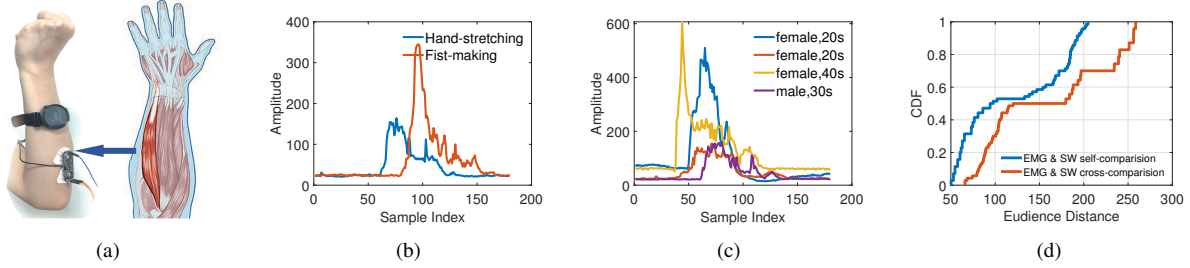 400
300
200
100
0
Amplitude
Hand-stretching
Fist-making
0
100
200
Sample Index
600
400
200
0
Amplitude
female,20s
female,20s
female,40s
male,30s
0
50
100
150
200
Sample Index
1
0.8
0.6
0.4
0.2
0
CDF
EMG & SW self-comparision
EMG & SW cross-comparision
50
100
150
200
250
300
Eudience Distance
(a)
(b)
(c)
(d)